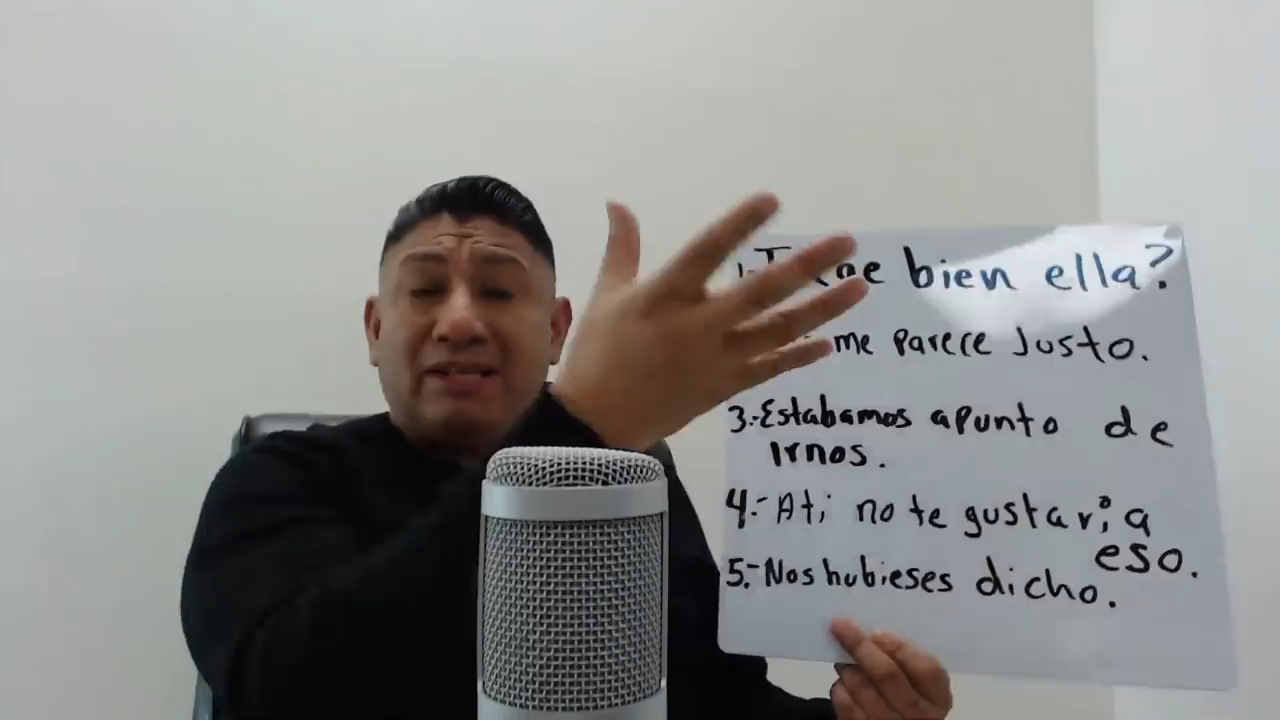 bien ella?
me parece Justo.
3.- Estabamos apunto de
Irnos.
4.- Ati no te gustaria
eso.
5.- Nos hubieses dicho.